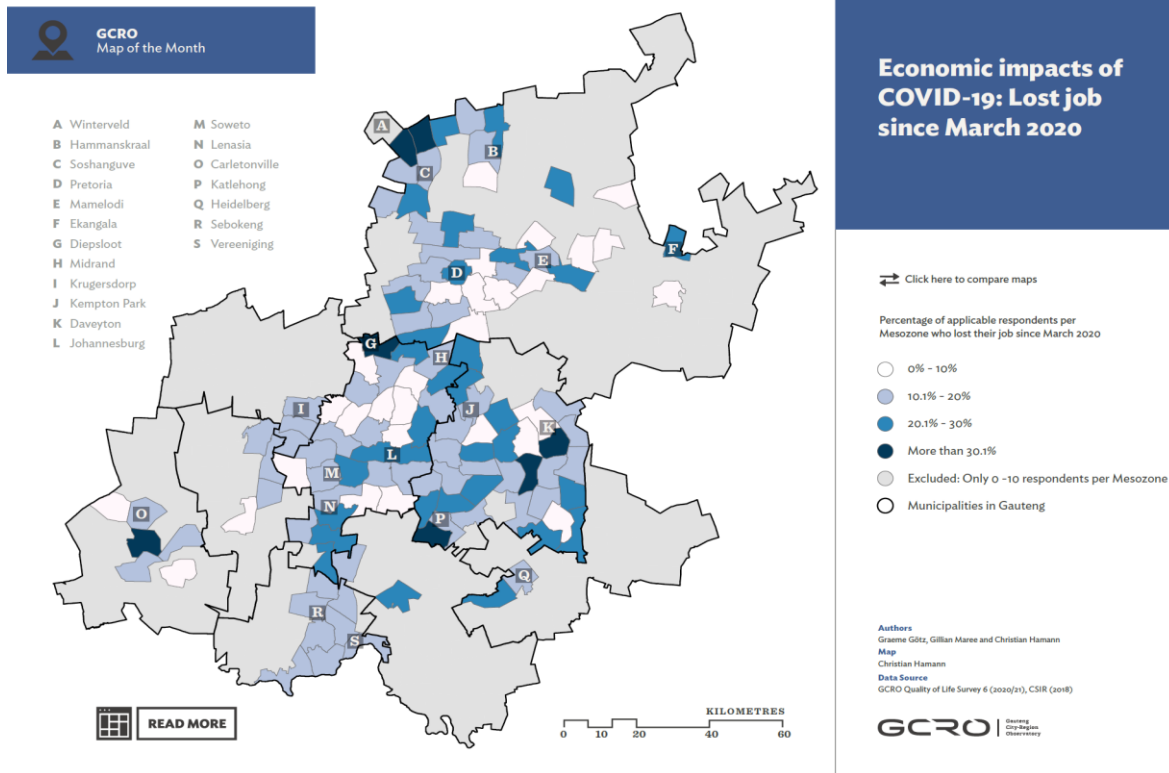 GCRO
Map of the Month
A Winterveld
B Hammanskraal
C Soshanguve
D Pretoria
E Mamelodi
F Ekangala
G Diepsloot
H Midrand
I Krugersdorp
J Kempton Park
K Daveyton
L Johannesburg
M Soweto
N Lenasia
O Carletonville
P Katlehong
Q Heidelberg
R Sebokeng
S Vereeniging
A
B
C
F
E
D
G
H
J
I
K
L
M
N
O
P
Q
R
S
READ MORE
KILOMETRES
0 10 20 40 60
Economic impacts of
COVID-19: Lost job
since March 2020
Click here to compare maps
Percentage of applicable respondents per
Mesozone who lost their job since March 2020
0% - 10%
10.1% - 20%
20.1% - 30%
More than 30.1%
Excluded: Only 0 -10 respondents per Mesozone
Municipalities in Gauteng
Authors
Graeme Götz, Gillian Maree and Christian Hamann
Map
Christian Hamann
Data Source
GCRO Quality of Life Survey 6 (2020/21), CSIR (2018)
GCRO
Gauteng
City-Region
Observatory